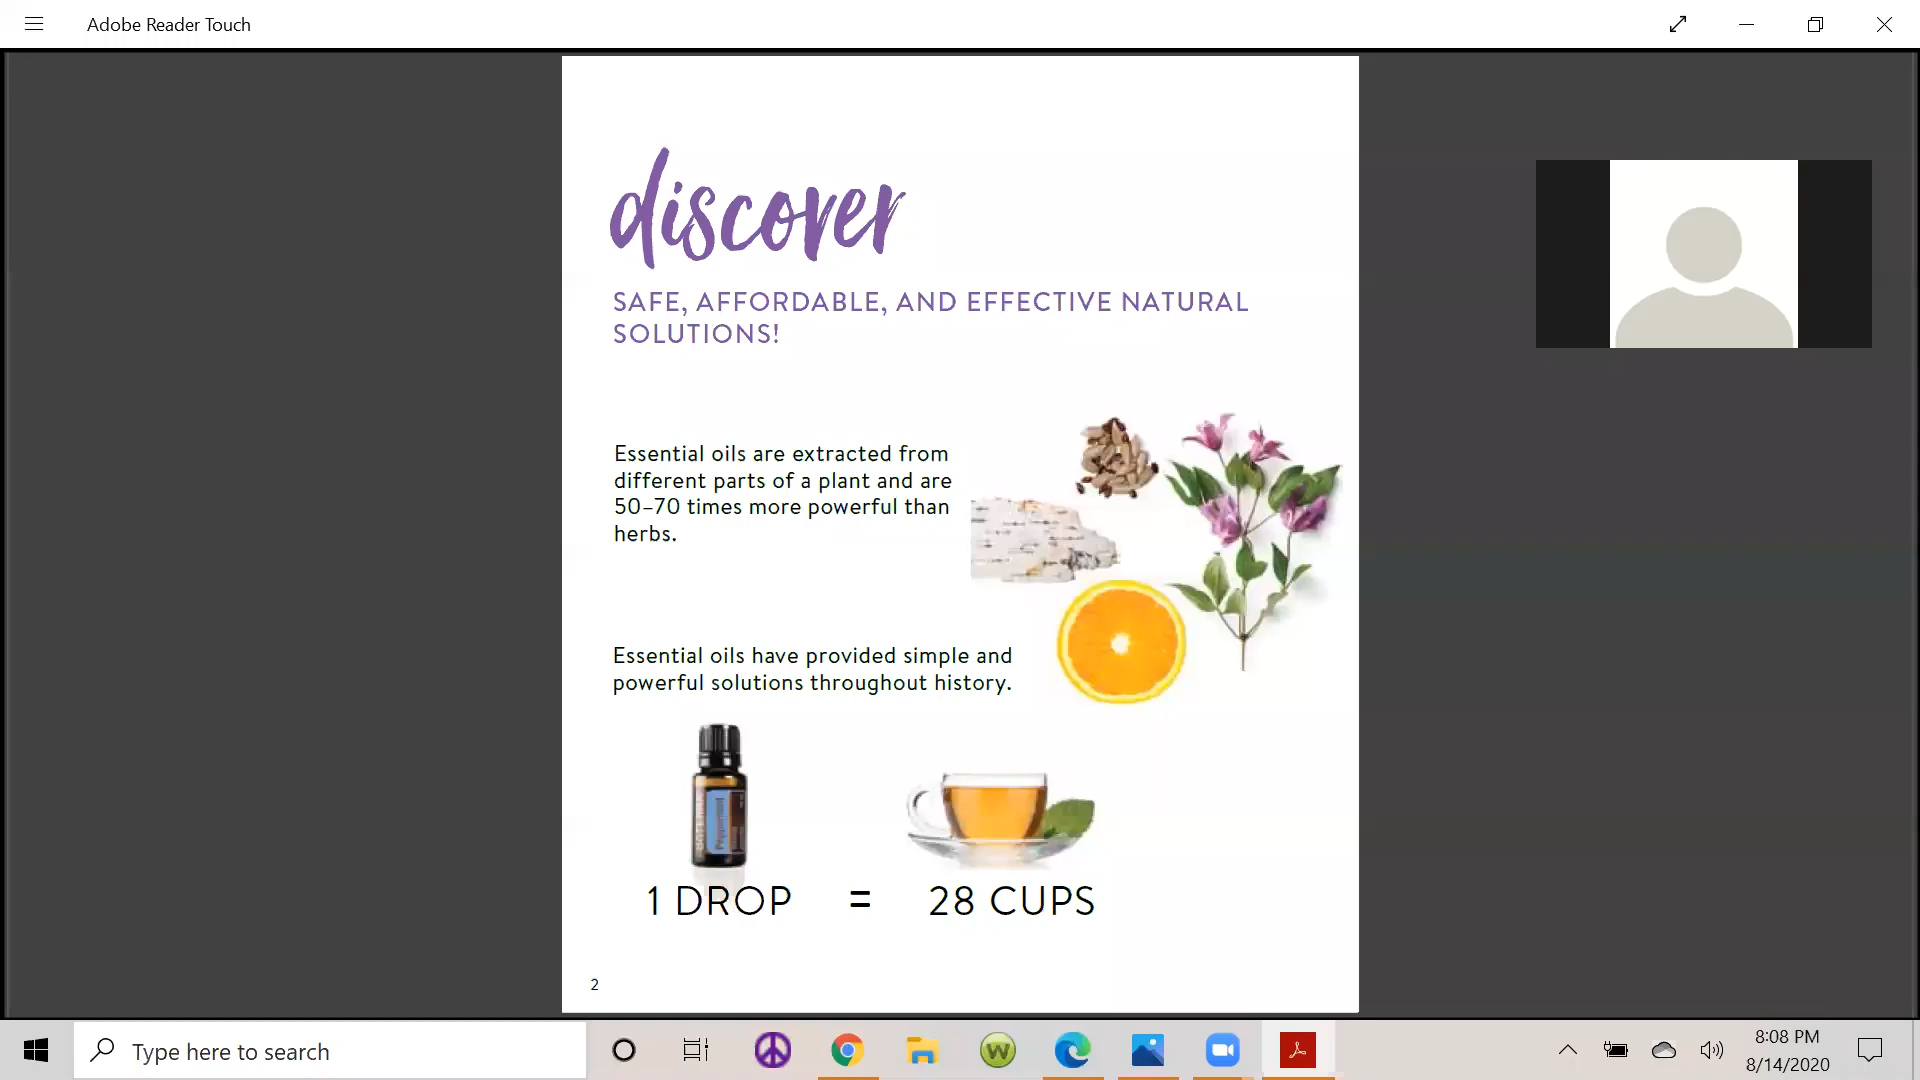 Adobe Reader Touch
discover
SAFE, AFFORDABLE, AND EFFECTIVE NATURAL
SOLUTIONS!
Essential oils are extracted from
different parts of a plant and are
50–70 times more powerful than
herbs.
Essential oils have provided simple and
powerful solutions throughout history.
Peppermint
1 DROP = 28 CUPS
2
Type here to search
W
8:08 PM
8/14/2020